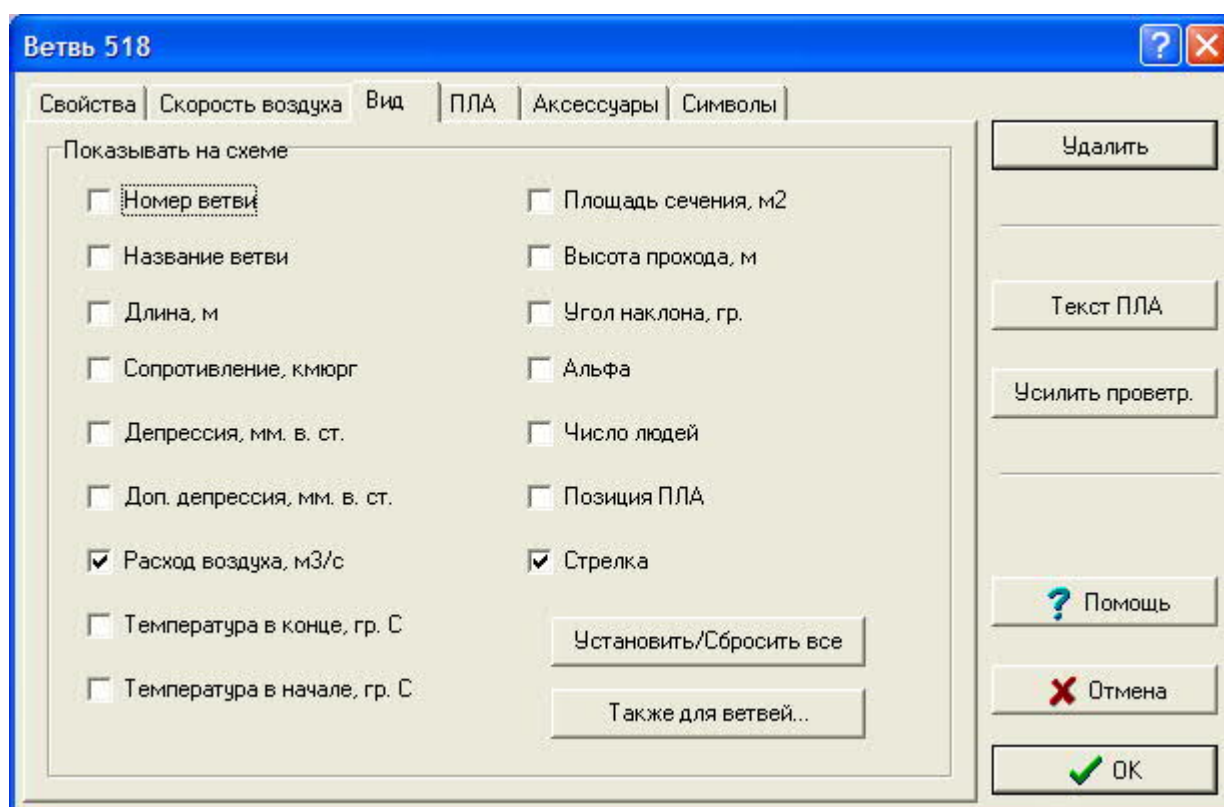 Ветвь 518
Свойства Скорость воздуха Вид ПЛА Аксессуары Символы
Показывать на схеме
Номер ветви
Название ветви
Длина, м
Сопротивление, кмюрг
Депрессия, мм. в. ст.
Доп. депрессия, мм. в. ст.
Расход воздуха, м3/с
Температура в конце, гр. С
Температура в начале, гр. С
Площадь сечения, м2
Высота прохода, м
Угол наклона, гр.
Альфа
Число людей
Позиция ПЛА
Стрелка
Установить/Сбросить все
Также для ветвей...
Удалить
Текст ПЛА
Усилить проветр.
? Помощь
Отмена
OK